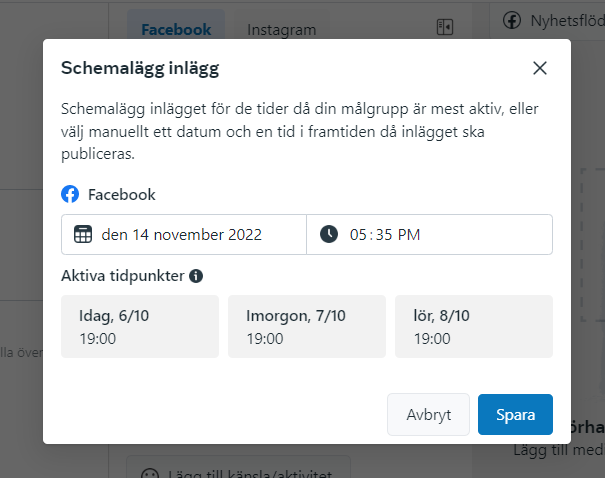 Facebook
Instagram
Nyhetsflöd
Schemalägg inlägg
Schemalägg inlägget för de tider då din målgrupp är mest aktiv, eller
välj manuellt ett datum och en tid i framtiden då inlägget ska
publiceras.
Facebook
den 14 november 2022
05:35 PM
Aktiva tidpunkter
Idag, 6/10
19:00
Imorgon, 7/10
19:00
lör, 8/10
19:00
lla över
Avbryt
Spara
örha
Lägg till med
Lägg till känsla/aktivitet